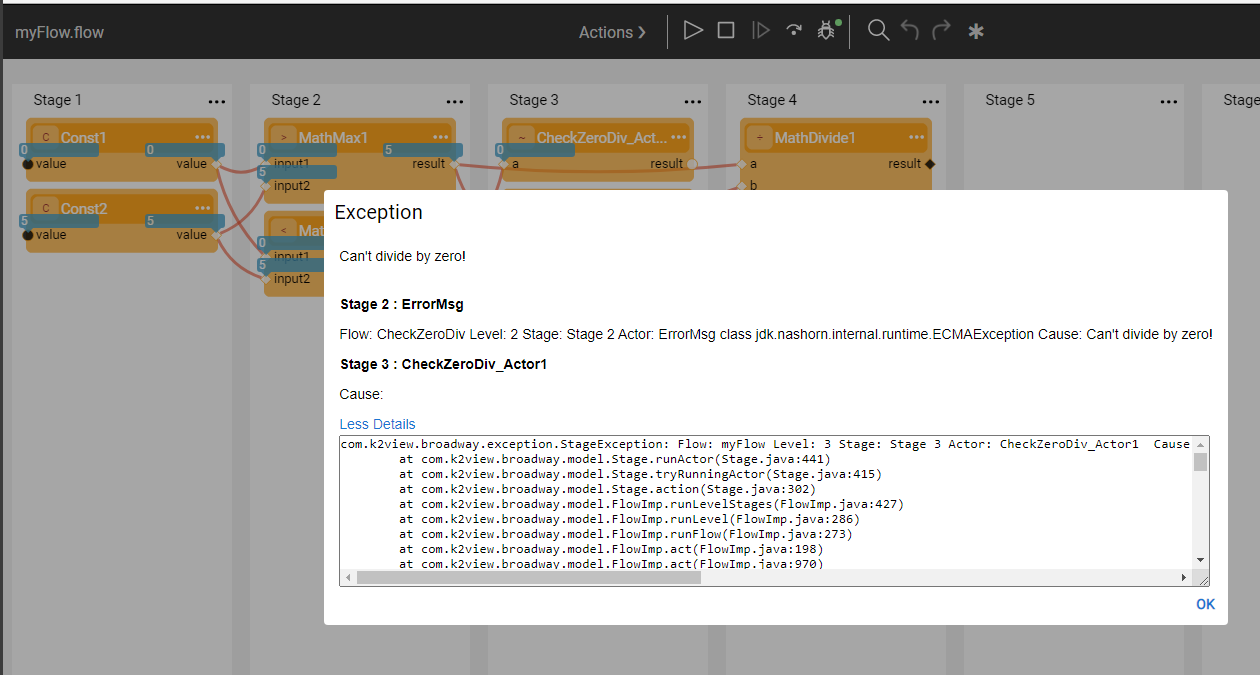 myFlow.flow
Actions
Stage 1
Stage 2
Stage 3
Stage 4
Stage 5
Stage
C Const1
0
0
value
value
C Const2
5
5
value
value
> MathMax1
0
5
input1
result
5
input2
< Mat
0
input1
5
input2
~ CheckZeroDiv_Act...
0
a
result
÷ MathDivide1
a
result
b
Exception
Can't divide by zero!
Stage 2 : ErrorMsg
Flow: CheckZeroDiv Level: 2 Stage: Stage 2 Actor: ErrorMsg class jdk.nashorn.internal.runtime.ECMAException Cause: Can't divide by zero!
Stage 3 : CheckZeroDiv_Actor1
Cause:
Less Details
com.k2view.broadway.exception.StageException: Flow: myFlow Level: 3 Stage: Stage 3 Actor: CheckZeroDiv_Actor1 Cause
at com.k2view.broadway.model.Stage.runActor(Stage.java:441)
at com.k2view.broadway.model.Stage.tryRunningActor(Stage.java:415)
at com.k2view.broadway.model.Stage.action(Stage.java:302)
at com.k2view.broadway.model.FlowImp.runLevelStages(FlowImp.java:427)
at com.k2view.broadway.model.FlowImp.runLevel(FlowImp.java:286)
at com.k2view.broadway.model.FlowImp.runFlow(FlowImp.java:273)
at com.k2view.broadway.model.FlowImp.act(FlowImp.java:198)
at com.k2view.broadway.model.FlowImp.act(FlowImp.java:970)
OK